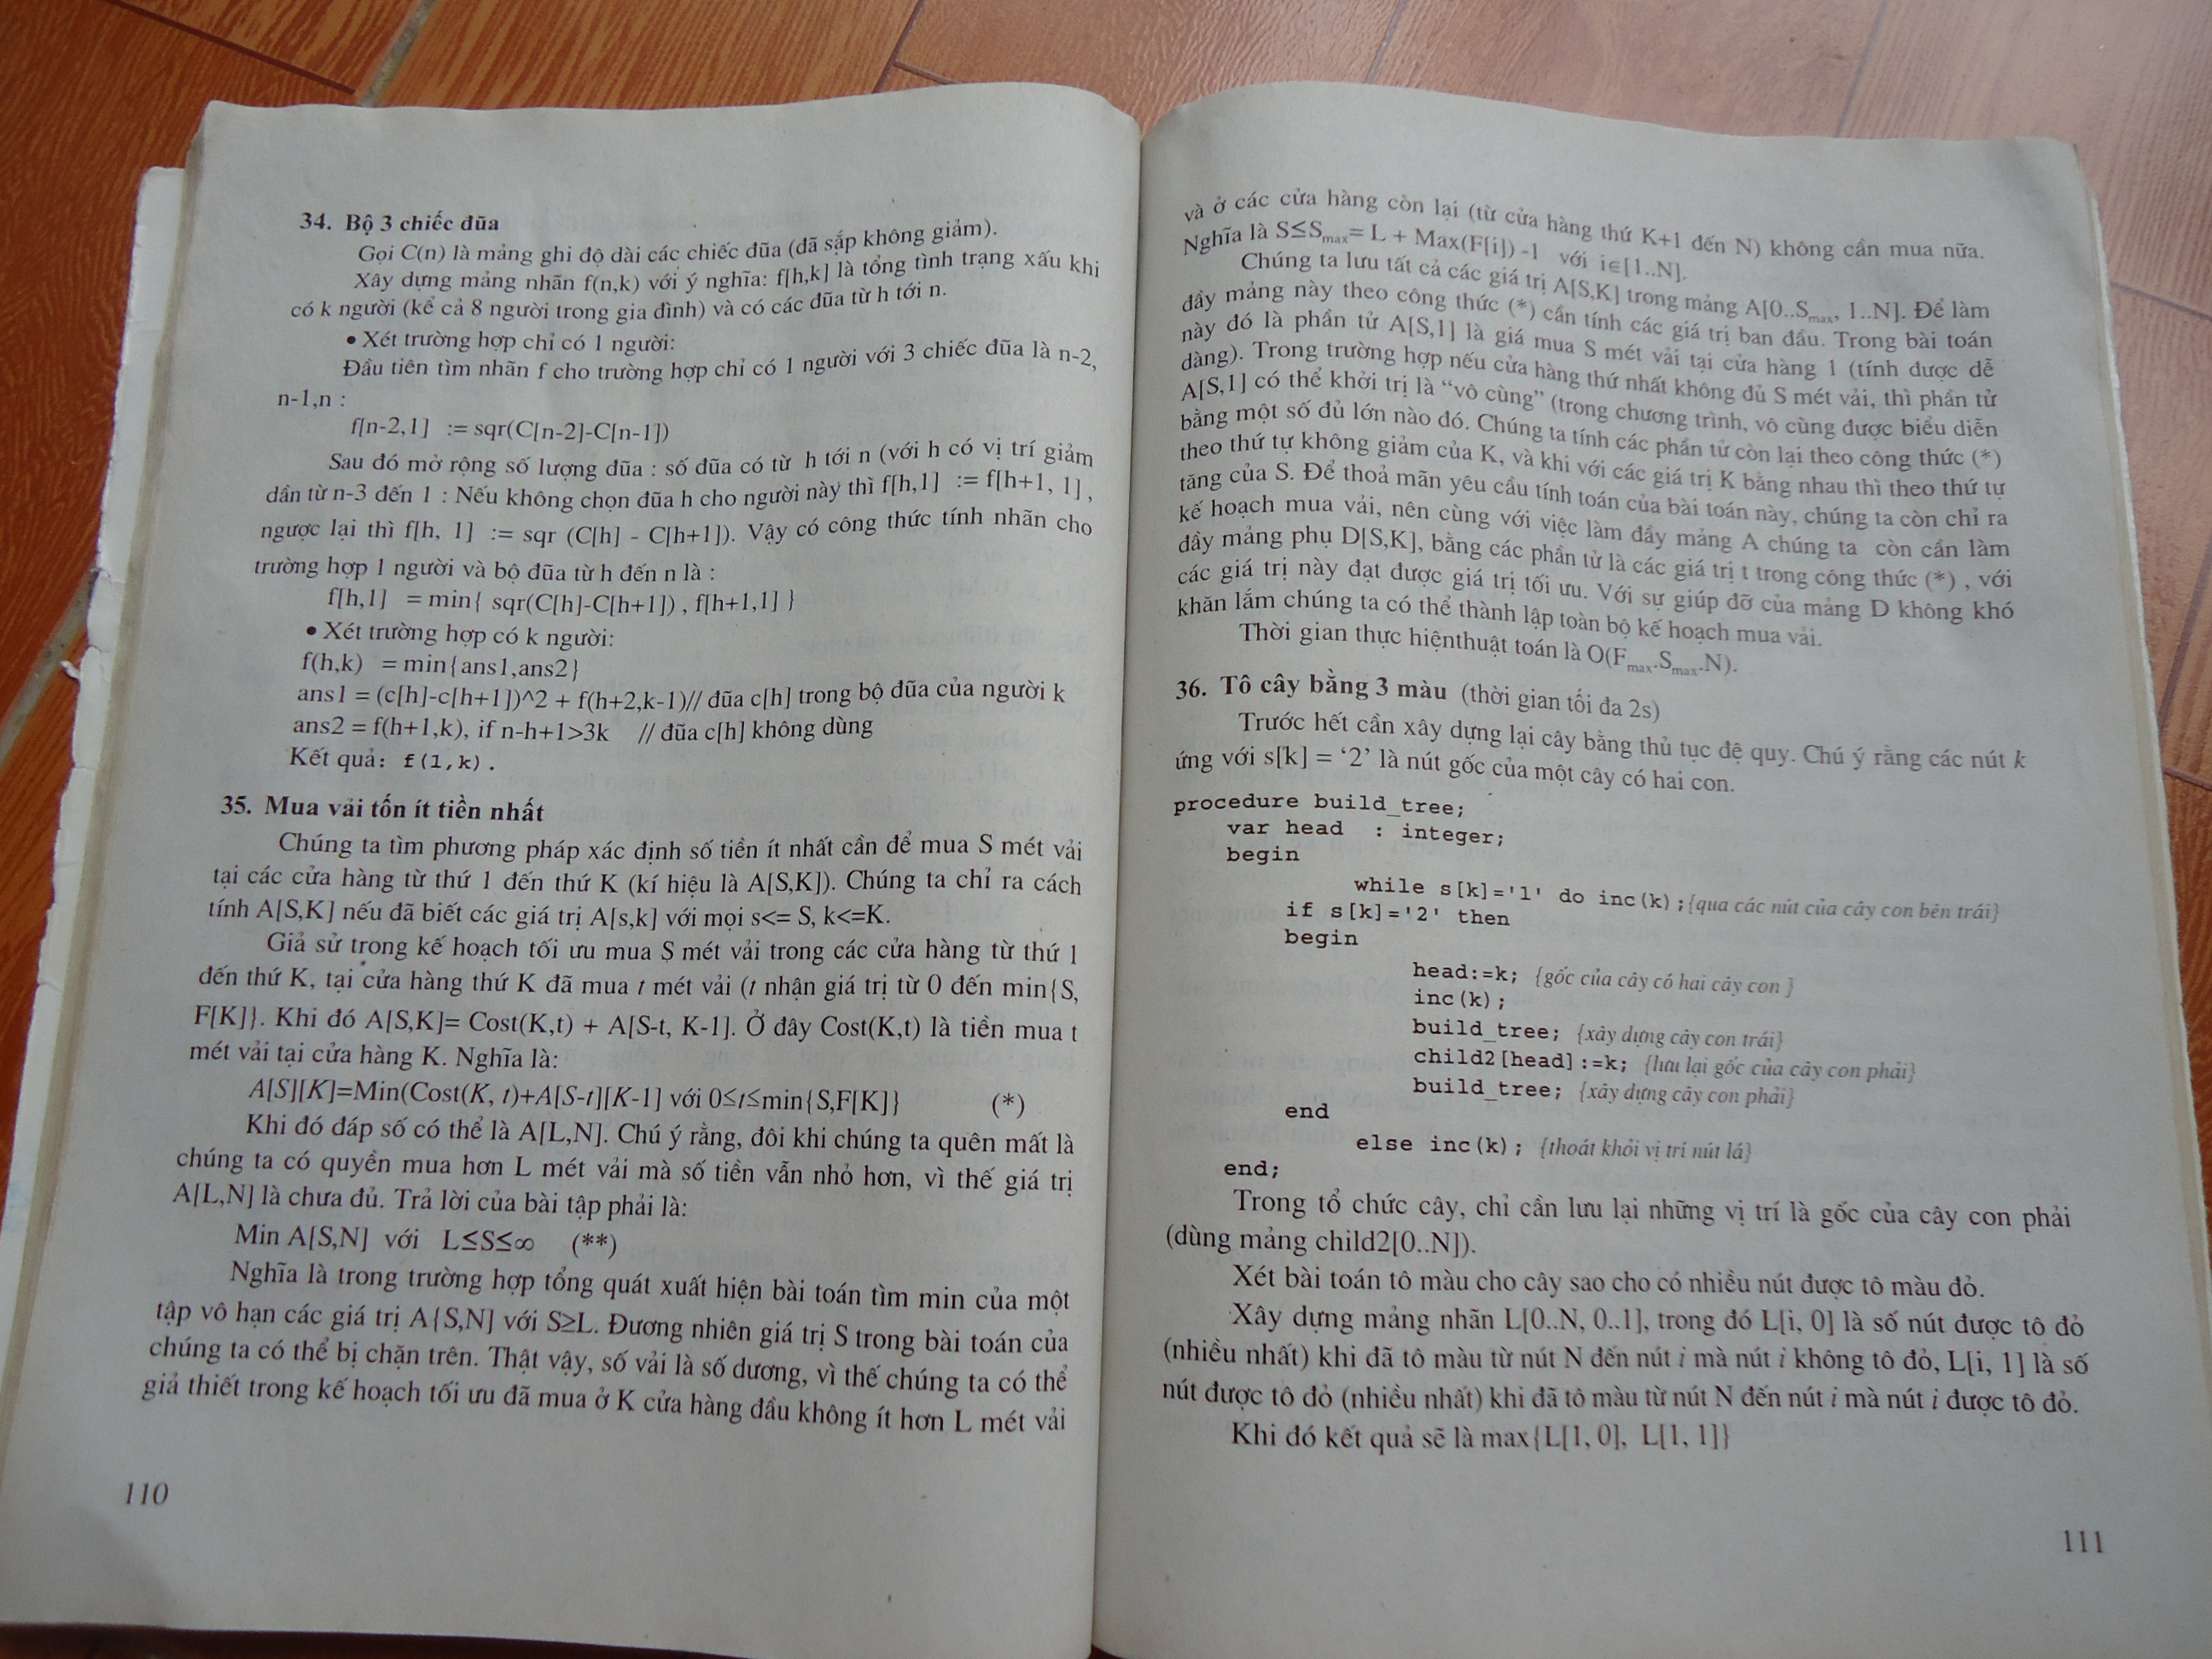 34. Bộ 3 chiếc đũa
Gọi C(n) là mảng ghi độ dài các chiếc đũa (đã sắp không giảm).
Xây dựng mảng nhãn f(n,k) với ý nghĩa: f[h,k] là tổng tình trạng xấu khi
có k người (kể cả 8 người trong gia đình) và có các đũa từ h tới n.
• Xét trường hợp chỉ có 1 người:
Đầu tiên tìm nhãn f cho trường hợp chỉ có 1 người với 3 chiếc đũa là n-2,
n-1,n :
f[n-2,1] := sqr(C[n-2]-C[n-1])
Sau đó mở rộng số lượng đũa : số đũa có từ h tới n (với h có vị trí giảm
dần từ n-3 đến 1 : Nếu không chọn đũa h cho người này thì f[h,1] := f[h+1, 1] ,
ngược lại thì f[h, 1] := sqr (C[h] - C[h+1]). Vậy có công thức tính nhãn cho
trường hợp 1 người và bộ đũa từ h đến n là :
f[h,1] = min{ sqr(C[h]-C[h+1]) , f[h+1,1] }
• Xét trường hợp có k người:
f(h,k) = min{ans1,ans2}
ans1 = (c[h]-c[h+1])^2 + f(h+2,k-1)// đũa c[h] trong bộ đũa của người k
ans2 = f(h+1,k), if n-h+1>3k // đũa c[h] không dùng
Kết quả: f(1,k).
35. Mua vải tốn ít tiền nhất
Chúng ta tìm phương pháp xác định số tiền ít nhất cần để mua S mét vải
tại các cửa hàng từ thứ 1 đến thứ K (kí hiệu là A[S,K]). Chúng ta chỉ ra cách
tính A[S,K] nếu đã biết các giá trị A[s,k] với mọi s<= S, k<=K.
Giả sử trong kế hoạch tối ưu mua S mét vải trong các cửa hàng từ thứ 1
đến thứ K, tại cửa hàng thứ K đã mua t mét vải (t nhận giá trị từ 0 đến min{S,
F[K]}. Khi đó A[S,K]= Cost(K,t) + A[S-t, K-1]. Ở đây Cost(K,t) là tiền mua t
mét vải tại cửa hàng K. Nghĩa là:
A[S][K]=Min(Cost(K, t)+A[S-t][K-1] với 0≤t≤min{S,F[K]} (*)
Khi đó đáp số có thể là A[L,N]. Chú ý rằng, đôi khi chúng ta quên mất là
chúng ta có quyền mua hơn L mét vải mà số tiền vẫn nhỏ hơn, vì thế giá trị
A[L,N] là chưa đủ. Trả lời của bài tập phải là:
Min A[S,N] với L≤S≤∞ (**)
Nghĩa là trong trường hợp tổng quát xuất hiện bài toán tìm min của một
tập vô hạn các giá trị A{S,N] với S≥L. Đương nhiên giá trị S trong bài toán của
chúng ta có thể bị chặn trên. Thật vậy, số vải là số dương, vì thế chúng ta có thể
giả thiết trong kế hoạch tối ưu đã mua ở K cửa hàng đầu không ít hơn L mét vải
110
và ở các cửa hàng còn lại (từ cửa hàng thứ K+1 đến N) không cần mua nữa.
Nghĩa là S≤Smax= L + Max(F[i]) -1 với i∈[1..N].
Chúng ta lưu tất cả các giá trị A[S,K] trong mảng A[0..Smax, 1..N]. Để làm
đầy mảng này theo công thức (*) cần tính các giá trị ban đầu. Trong bài toán
này đó là phần tử A[S,1] là giá mua S mét vải tại cửa hàng 1 (tính được dễ
dàng). Trong trường hợp nếu cửa hàng thứ nhất không đủ S mét vải, thì phần tử
A[S,1] có thể khởi trị là “vô cùng” (trong chương trình, vô cùng được biểu diễn
bằng một số đủ lớn nào đó. Chúng ta tính các phần tử còn lại theo công thức (*)
theo thứ tự không giảm của K, và khi với các giá trị K bằng nhau thì theo thứ tự
tăng của S. Để thoả mãn yêu cầu tính toán của bài toán này, chúng ta còn chỉ ra
kế hoạch mua vải, nên cùng với việc làm đầy mảng A chúng ta còn cần làm
đầy mảng phụ D[S,K], bằng các phần tử là các giá trị t trong công thức (*) , với
các giá trị này đạt được giá trị tối ưu. Với sự giúp đỡ của mảng D không khó
khăn lắm chúng ta có thể thành lập toàn bộ kế hoạch mua vải.
Thời gian thực hiệnthuật toán là O(Fmax.Smax.N).
36. Tô cây bằng 3 màu (thời gian tối đa 2s)
Trước hết cần xây dựng lại cây bằng thủ tục đệ quy. Chú ý rằng các nút k
ứng với s[k] = ‘2’ là nút gốc của một cây có hai con.
procedure build_tree;
var head : integer;
begin
while s[k]='1' do inc(k);{qua các nút của cây con bên trái}
if s[k]='2' then
begin
head:=k; {gốc của cây có hai cây con }
inc(k);
build_tree; {xây dựng cây con trái}
child2[head]:=k; {lưu lại gốc của cây con phải}
build_tree; {xây dựng cây con phải}
end
else inc(k); {thoát khỏi vị trí nút lá}
end;
Trong tổ chức cây, chỉ cần lưu lại những vị trí là gốc của cây con phải
(dùng mảng child2[0..N]).
Xét bài toán tô màu cho cây sao cho có nhiều nút được tô màu đỏ.
Xây dựng mảng nhãn L[0..N, 0..1], trong đó L[i, 0] là số nút được tô đỏ
(nhiều nhất) khi đã tô màu từ nút N đến nút i mà nút i không tô đỏ, L[i, 1] là số
nút được tô đỏ (nhiều nhất) khi đã tô màu từ nút N đến nút i mà nút i được tô đỏ.
Khi đó kết quả sẽ là max{L[1, 0], L[1, 1]}
111